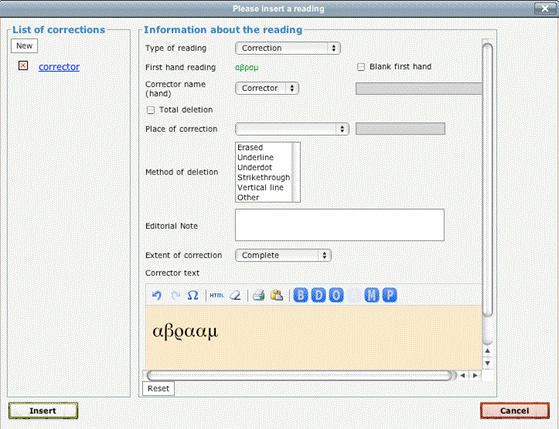 Please insert a reading
List of corrections
New
corrector
Information about the reading
Type of reading Correction
First hand reading αβραμ Blank first hand
Corrector name
(hand) Corrector
Total deletion
Place of correction
Method of deletion
Erased
Underline
Underdot
Strikethrough
Vertical line
Other
Editorial Note
Extent of correction Complete
Corrector text
Ω HTML B D O A M P
αβρααμ
Reset
Insert Cancel